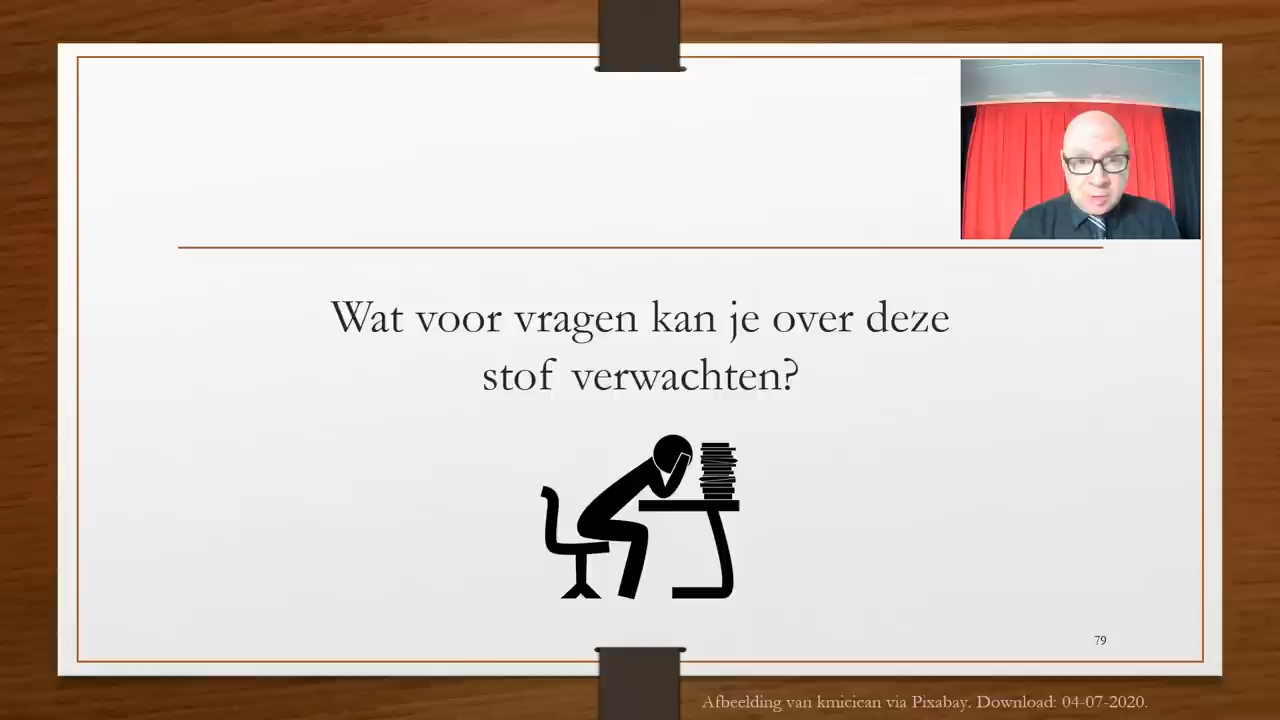 Wat voor vragen kan je over deze
stof verwachten?
79
Afbeelding van kmicican via Pixabay. Download: 04-07-2020.